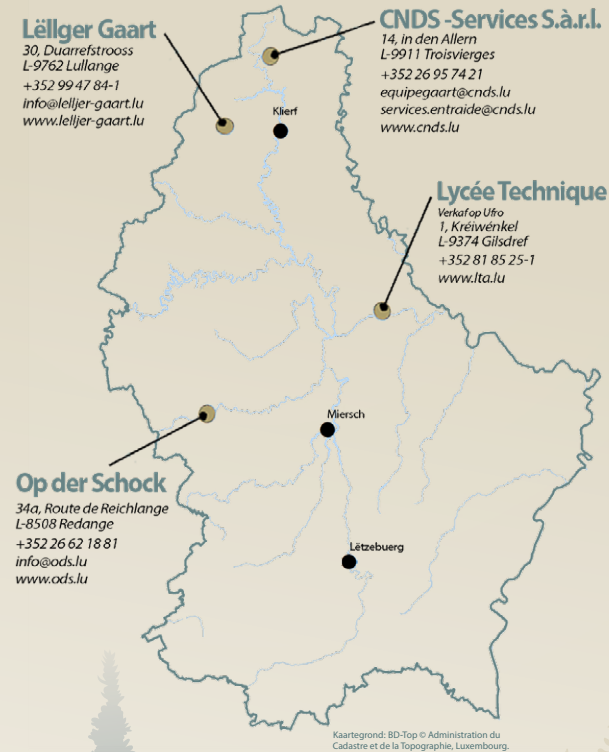 Lëllger Gaart
30, Duarrefstrooss
L-9762 Lullange
+352 99 47 84-1
info@lelljer-gaart.lu
www.lelljer-gaart.lu
CNDS -Services S.à.r.l.
14, in den Allern
L-9911 Troisvierges
+352 26 95 74 21
equipegaart@cnds.lu
services.entraide@cnds.lu
www.cnds.lu
Klierf
Lycée Technique
Verkaf op Ufro
1, Kréiwénkel
L-9374 Gilsdref
+352 81 85 25-1
www.lta.lu
Miersch
Op der Schock
34a, Route de Reichlange
L-8508 Redange
+352 26 62 18 81
info@ods.lu
www.ods.lu
Lëtzebuerg
Kaartegrond: BD-Top © Administration du
Cadastre et de la Topographie, Luxembourg.